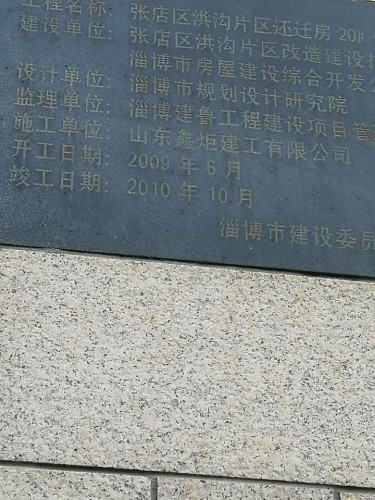 工程名称: 张店区洪沟片区还迁房 20#
建设单位: 张店区洪沟片区改造建设
淄博市房屋建设综合开发
设计单位: 淄博市规划设计研究院
监理单位: 淄博建鲁工程建设项目管
施工单位: 山东鑫炬建工有限公司
开工日期: 2009 年 6 月
竣工日期: 2010 年 10 月
淄博市建设委员